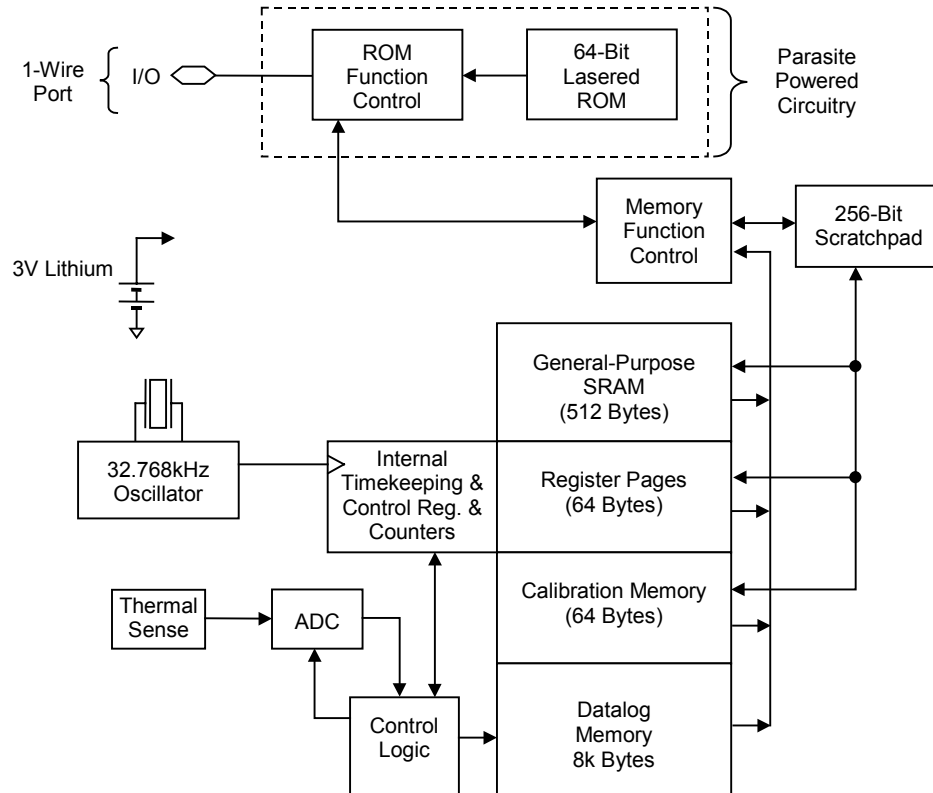 1-Wire
Port
I/O
ROM
Function
Control
64-Bit
Lasered
ROM
Parasite
Powered
Circuitry
Memory
Function
Control
256-Bit
Scratchpad
3V Lithium
General-Purpose
SRAM
(512 Bytes)
32.768kHz
Oscillator
Internal
Timekeeping &
Control Reg. &
Counters
Register Pages
(64 Bytes)
Calibration Memory
(64 Bytes)
Thermal
Sense
ADC
Control
Logic
Datalog
Memory
8k Bytes